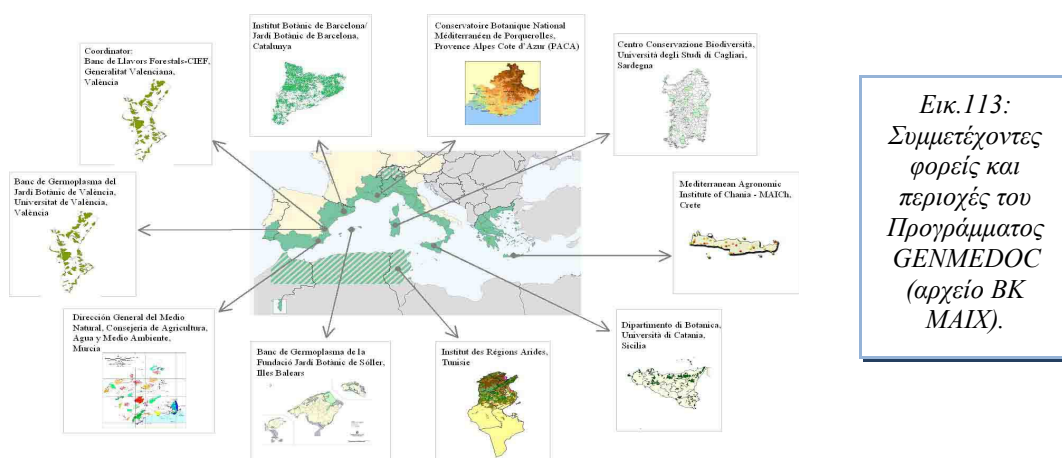 Institut Botànic de Barcelona/
Jardí Botànic de Barcelona,
Catalunya
Conservatoire Botanique National
Méditerranéen de Porquerolles,
Provence Alpes Cote d'Azur (PACA)
Coordinator:
Banc de Llavors Forestals-CIEF,
Generalitat Valenciana,
València
Centro Conservazione Biodiversità,
Università degli Studi di Cagliari,
Sardegna
Banc de Germoplasma del
Jardí Botànic de València,
Universitat de València,
València
Mediterranean Agronomic
Institute of Chania - MAICh,
Crete
Dirección General del Medio
Natural, Consejería de Agricultura,
Agua y Medio Ambiente,
Murcia
Banc de Germoplasma de la
Fundació Jardí Botànic de Sóller,
Illes Balears
Institut des Régions Arides,
Tunisie
Dipartimento di Botanica,
Università di Catania,
Sicilia
Εικ.113:
Συμμετέχοντες
φορείς και
περιοχές του
Προγράμματος
GENMEDOC
(αρχείο ΒΚ
ΜΑΙΧ).